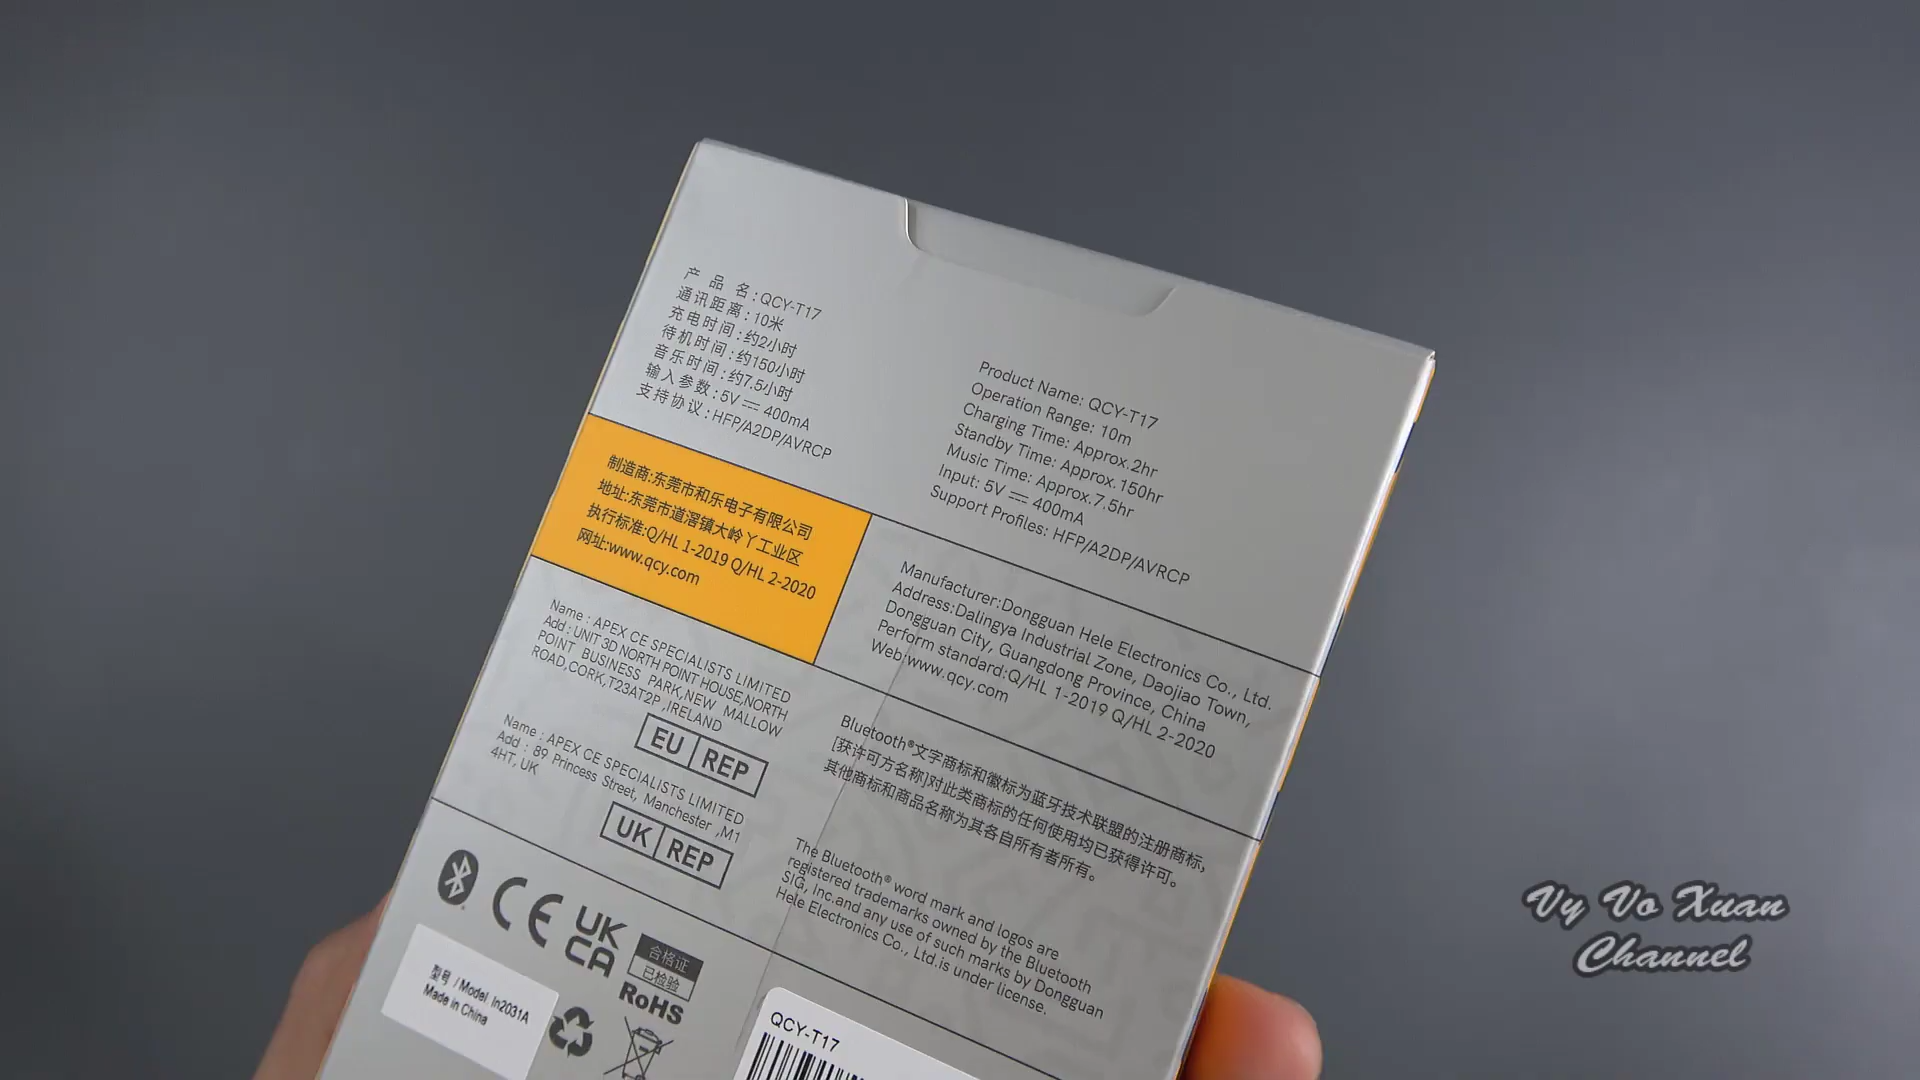 产 品 名 : QCY-T17
通讯距离 : 10米
充电时间 : 约2小时
待机时间 : 约150小时
音乐时间 : 约7.5小时
输入参数 : 5V ⎓ 400mA
支持协议 : HFP/A2DP/AVRCP
Product Name: QCY-T17
Operation Range: 10m
Charging Time: Approx.2hr
Standby Time: Approx.150hr
Music Time: Approx.7.5hr
Input: 5V ⎓ 400mA
Support Profiles: HFP/A2DP/AVRCP
制造商:东莞市和乐电子有限公司
地址:东莞市道滘镇大岭丫工业区
执行标准:Q/HL 1-2019 Q/HL 2-2020
网址:www.qcy.com
Manufacturer:Dongguan Hele Electronics Co., Ltd.
Address:Dalingya Industrial Zone, Daojiao Town,
Dongguan City, Guangdong Province, China
Perform standard:Q/HL 1-2019 Q/HL 2-2020
Web:www.qcy.com
Name : APEX CE SPECIALISTS LIMITED
Add : UNIT 3D NORTH POINT HOUSE,NORTH
POINT BUSINESS PARK,NEW MALLOW
ROAD,CORK,T23AT2P ,IRELAND
EU REP
Name : APEX CE SPECIALISTS LIMITED
Add : 89 Princess Street, Manchester ,M1
4HT, UK
UK REP
Bluetooth®文字商标和徽标为蓝牙技术联盟的注册商标,
[获许可方名称]对此类商标的任何使用均已获得许可。
其他商标和商品名称为其各自所有者所有。
The Bluetooth® word mark and logos are
registered trademarks owned by the Bluetooth
SIG, Inc.and any use of such marks by Dongguan
Hele Electronics Co., Ltd.is under license.
CE
UK
CA
合格证
已检验
RoHS
型号 / Model: ln2031A
Made in China
QCY-T17
Vy Vo Xuan
Channel